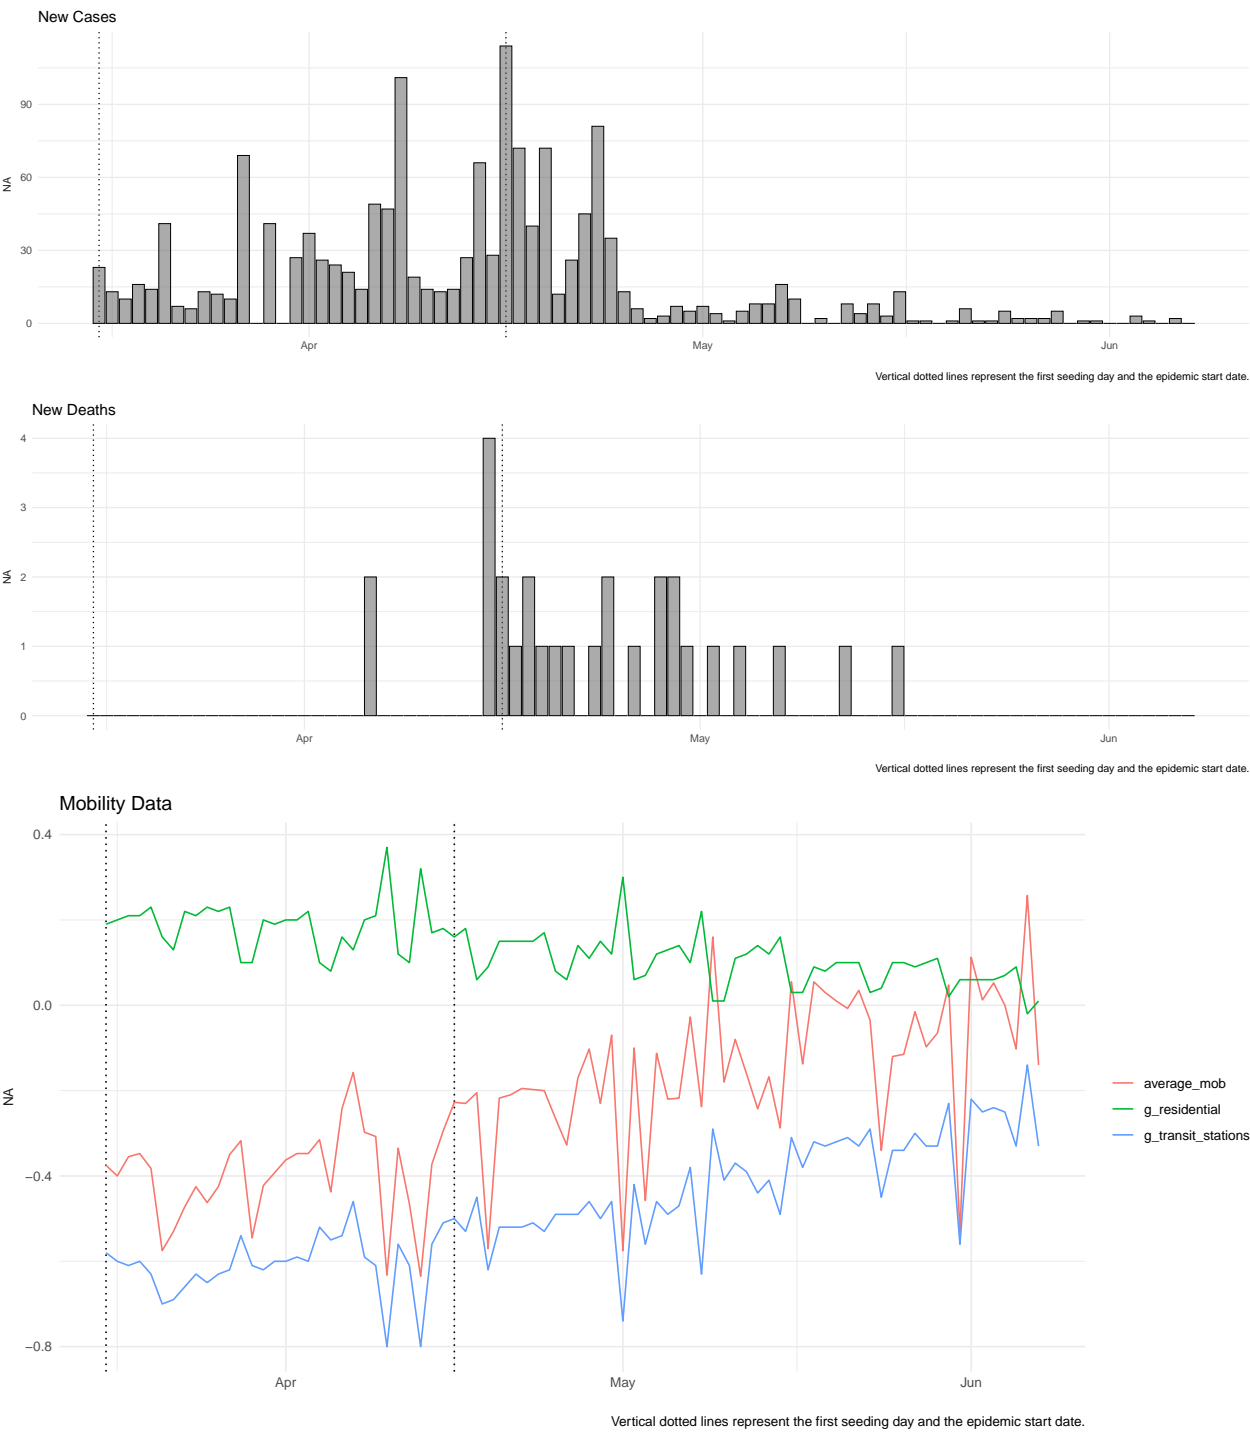 New Cases
90
60
30
0
NA
Apr
May
Jun
Vertical dotted lines represent the first seeding day and the epidemic start date.
New Deaths
4
3
2
1
0
NA
Apr
May
Jun
Vertical dotted lines represent the first seeding day and the epidemic start date.
Mobility Data
0.4
0.0
−0.4
−0.8
NA
Apr
May
Jun
average_mob
g_residential
g_transit_stations
Vertical dotted lines represent the first seeding day and the epidemic start date.